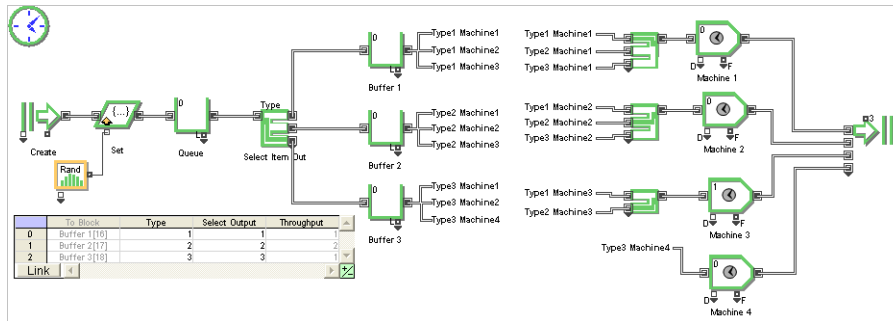 Create
{...}
Set
Rand
0
Queue
L
Type
Select Item Out
0
L
Buffer 1
Type1 Machine1
Type1 Machine2
Type1 Machine3
0
L
Buffer 2
Type2 Machine1
Type2 Machine2
Type2 Machine3
0
L
Buffer 3
Type3 Machine1
Type3 Machine2
Type3 Machine4
Type1 Machine1
Type2 Machine1
Type3 Machine1
0
D F
Machine 1
Type1 Machine2
Type2 Machine2
Type3 Machine2
0
D F
Machine 2
Type1 Machine3
Type2 Machine3
1
D F
Machine 3
Type3 Machine4
0
D F
Machine 4
3
To Block Type Select Output Throughput
0 Buffer 1[16] 1 1 1
1 Buffer 2[17] 2 2 2
2 Buffer 3[18] 3 3 1
Link